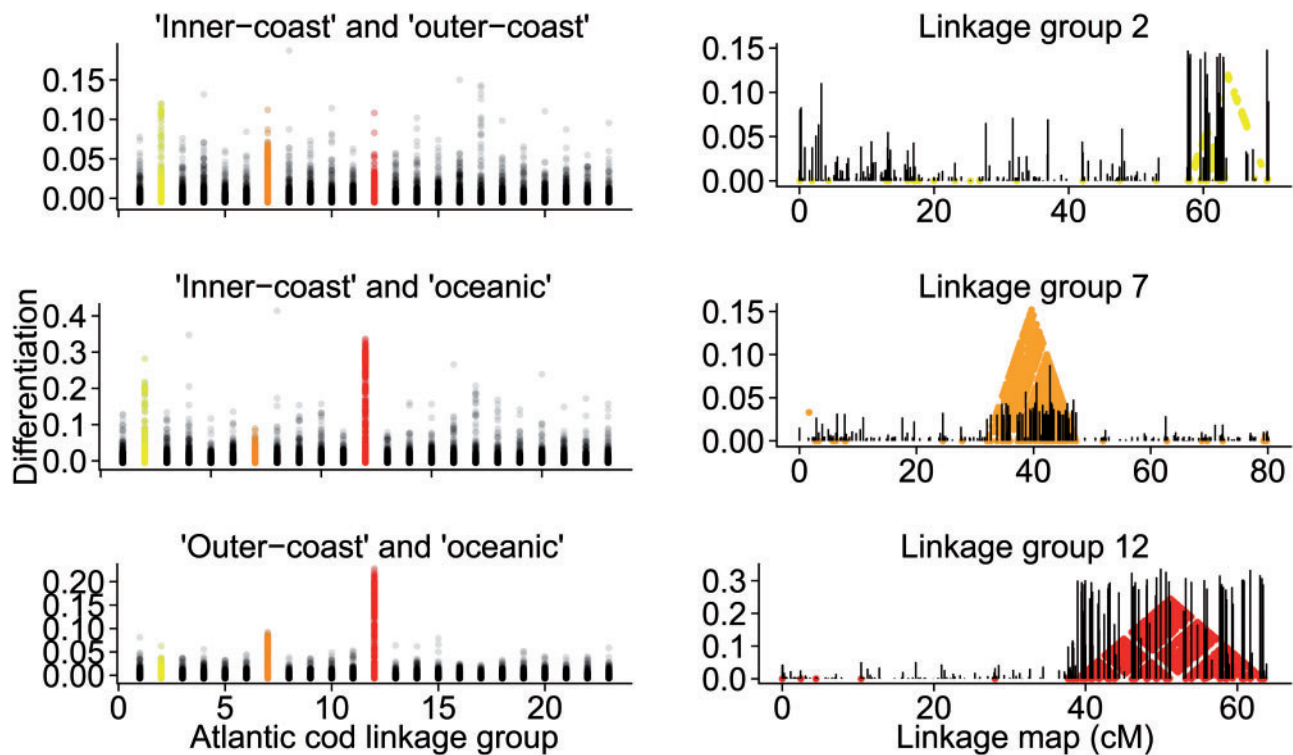 'Inner−coast' and 'outer−coast'
0.15
0.10
0.05
0.00
'Inner−coast' and 'oceanic'
Differentiation
0.4
0.3
0.2
0.1
0.0
'Outer−coast' and 'oceanic'
0.20
0.15
0.10
0.05
0.00
0 5 10 15 20
Atlantic cod linkage group
Linkage group 2
0.15
0.10
0.05
0.00
0 20 40 60
Linkage group 7
0.15
0.10
0.05
0.00
0 20 40 60 80
Linkage group 12
0.3
0.2
0.1
0.0
0 20 40 60
Linkage map (cM)